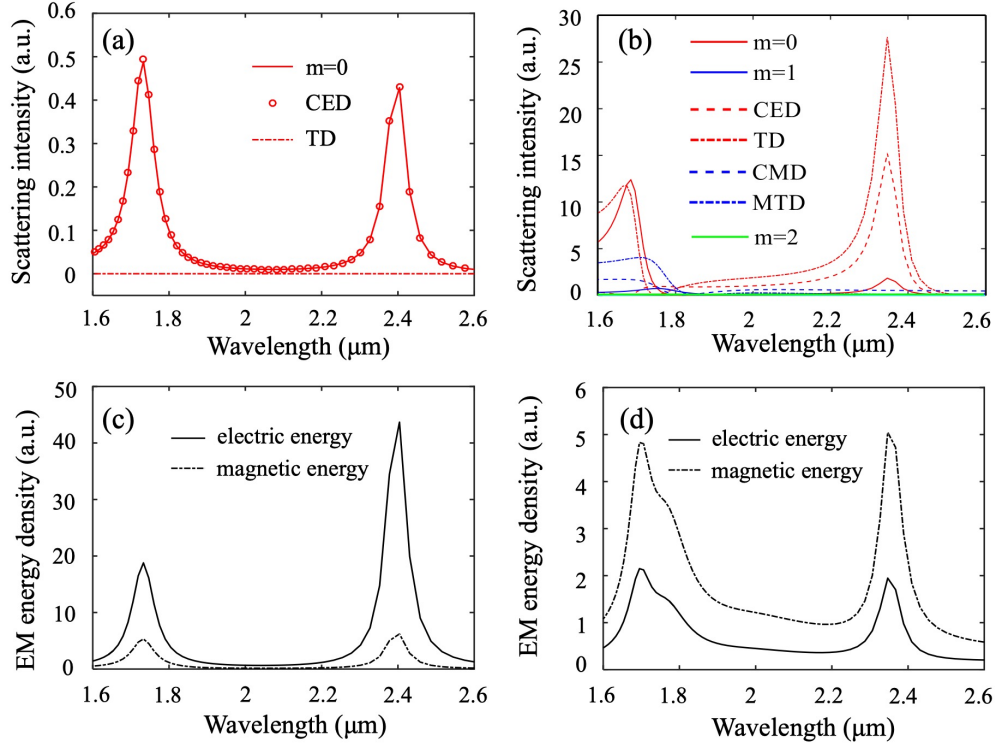 (a)
Scattering intensity (a.u.)
0.6
0.5
0.4
0.3
0.2
0.1
0
m=0
CED
TD
1.6 1.8 2 2.2 2.4 2.6
Wavelength (μm)
(b)
Scattering intensity (a.u.)
30
25
20
15
10
5
0
m=0
m=1
CED
TD
CMD
MTD
m=2
1.6 1.8 2 2.2 2.4 2.6
Wavelength (μm)
(c)
EM energy density (a.u.)
50
40
30
20
10
0
electric energy
magnetic energy
1.6 1.8 2 2.2 2.4 2.6
Wavelength (μm)
(d)
EM energy density (a.u.)
6
5
4
3
2
1
0
electric energy
magnetic energy
1.6 1.8 2 2.2 2.4 2.6
Wavelength (μm)